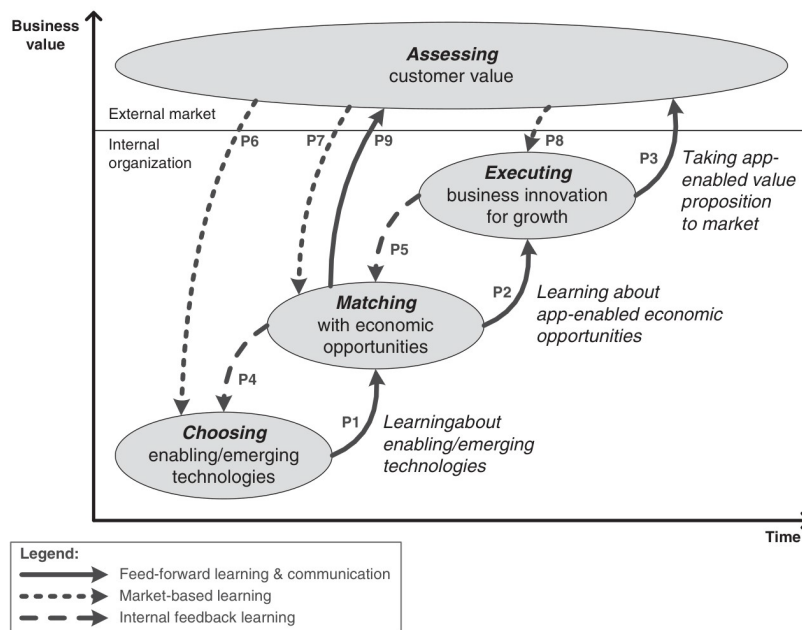 Business
value
Assessing
customer value
External market
P6
P7
P9
P8
Internal
organization
P3
Taking app-
enabled value
proposition
to market
Executing
business innovation
for growth
P5
P2
Learning about
app-enabled economic
opportunities
Matching
with economic
opportunities
P4
P1
Learningabout
enabling/emerging
technologies
Choosing
enabling/emerging
technologies
Time
Legend:
Feed-forward learning & communication
Market-based learning
Internal feedback learning